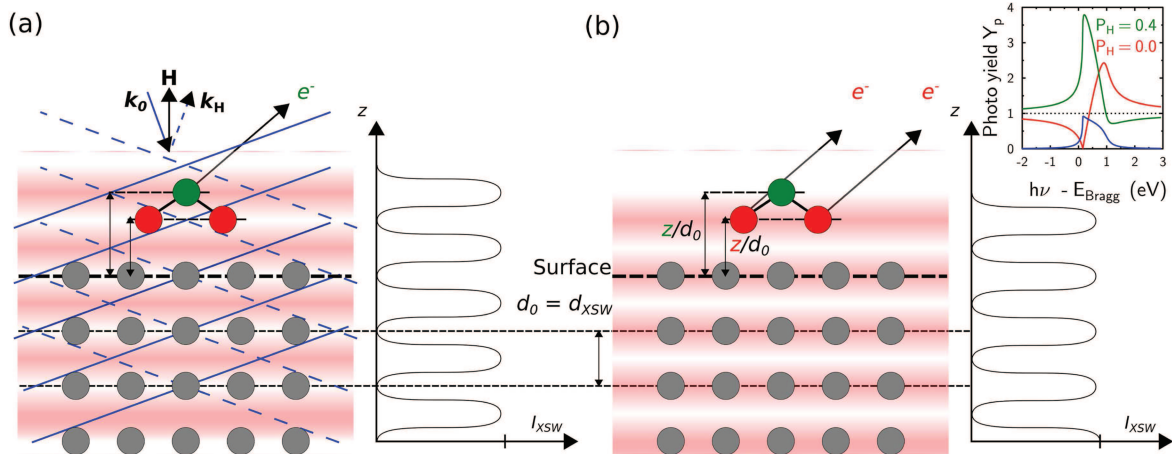 (a)
H
k0
kH
e-
z
IXSW
Surface
d0 = dXSW
(b)
e-
e-
z
z/d0
z/d0
IXSW
Photo yield Yp
4
3
2
1
0
PH = 0.4
PH = 0.0
-2 -1 0 1 2 3
hν - EBragg (eV)